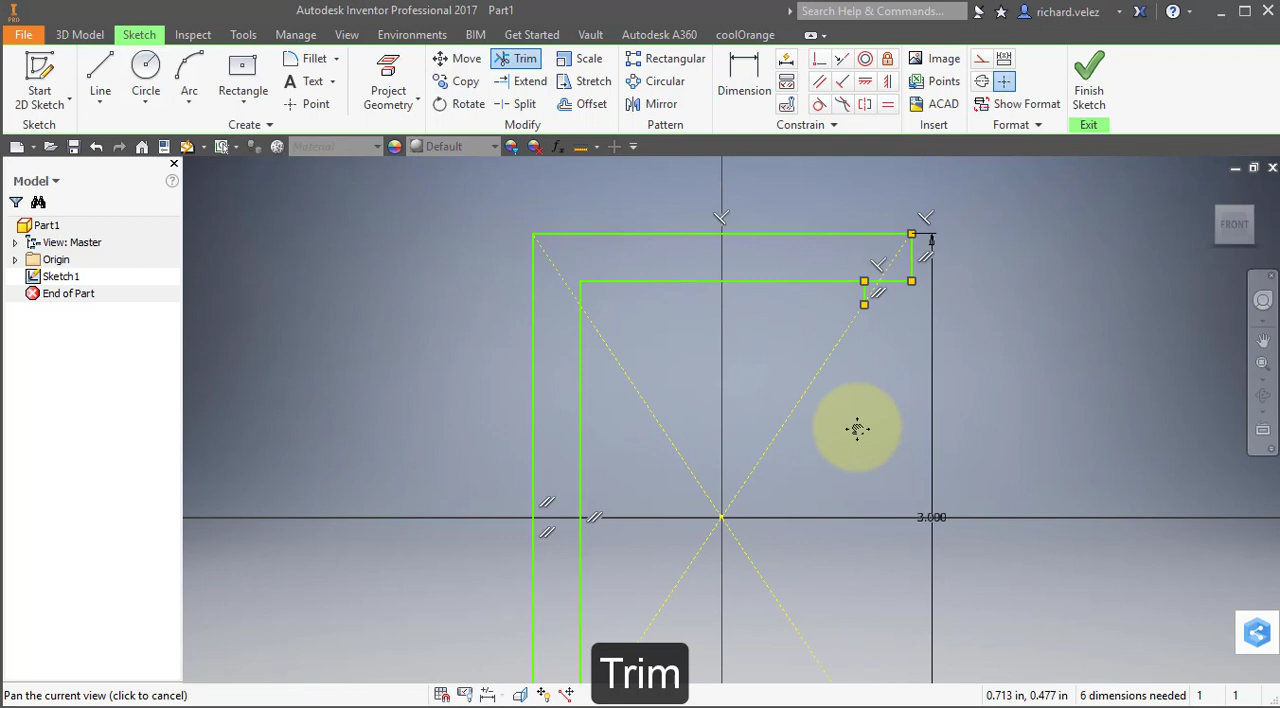 Autodesk Inventor Professional 2017 Part1
Search Help & Commands...
richard.velez
PRO
File 3D Model Sketch Inspect Tools Manage View Environments BIM Get Started Vault Autodesk A360 coolOrange
Start
2D Sketch
Line
Circle
Arc
Rectangle
Fillet
Text
Point
Project
Geometry
Move
Copy
Rotate
Trim
Extend
Split
Scale
Stretch
Offset
Rectangular
Circular
Mirror
Dimension
Image
Points
ACAD
Show Format
Finish
Sketch
Sketch Create Modify Pattern Constrain Insert Format Exit
Material
Default
Model
Part1
View: Master
Origin
Sketch1
End of Part
FRONT
3.000
Trim
Pan the current view (click to cancel)
0.713 in, 0.477 in 6 dimensions needed 1 1